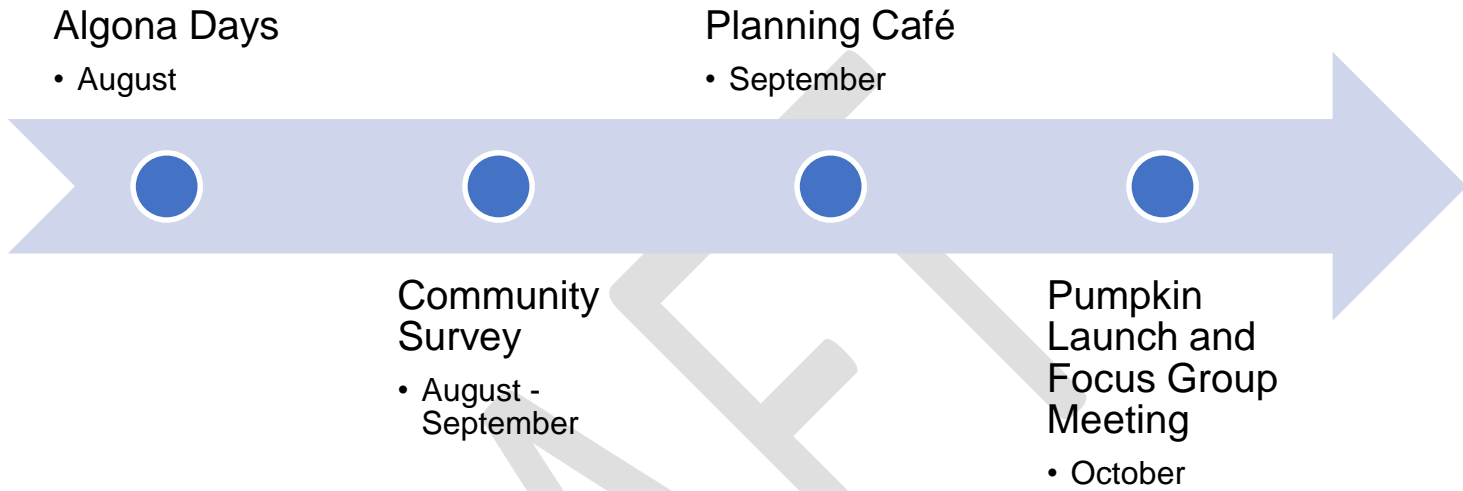 Algona Days
• August
Community
Survey
• August -
September
Planning Café
• September
Pumpkin
Launch and
Focus Group
Meeting
• October